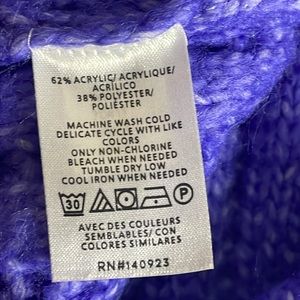 62% ACRYLIC/ ACRYLIQUE/
ACRÍLICO
38% POLYESTER/
POLIÉSTER
MACHINE WASH COLD
DELICATE CYCLE WITH LIKE
COLORS
ONLY NON-CHLORINE
BLEACH WHEN NEEDED
TUMBLE DRY LOW
COOL IRON WHEN NEEDED
30 P
AVEC DES COULEURS
SEMBLABLES/ CON
COLORES SIMILARES
RN#140923